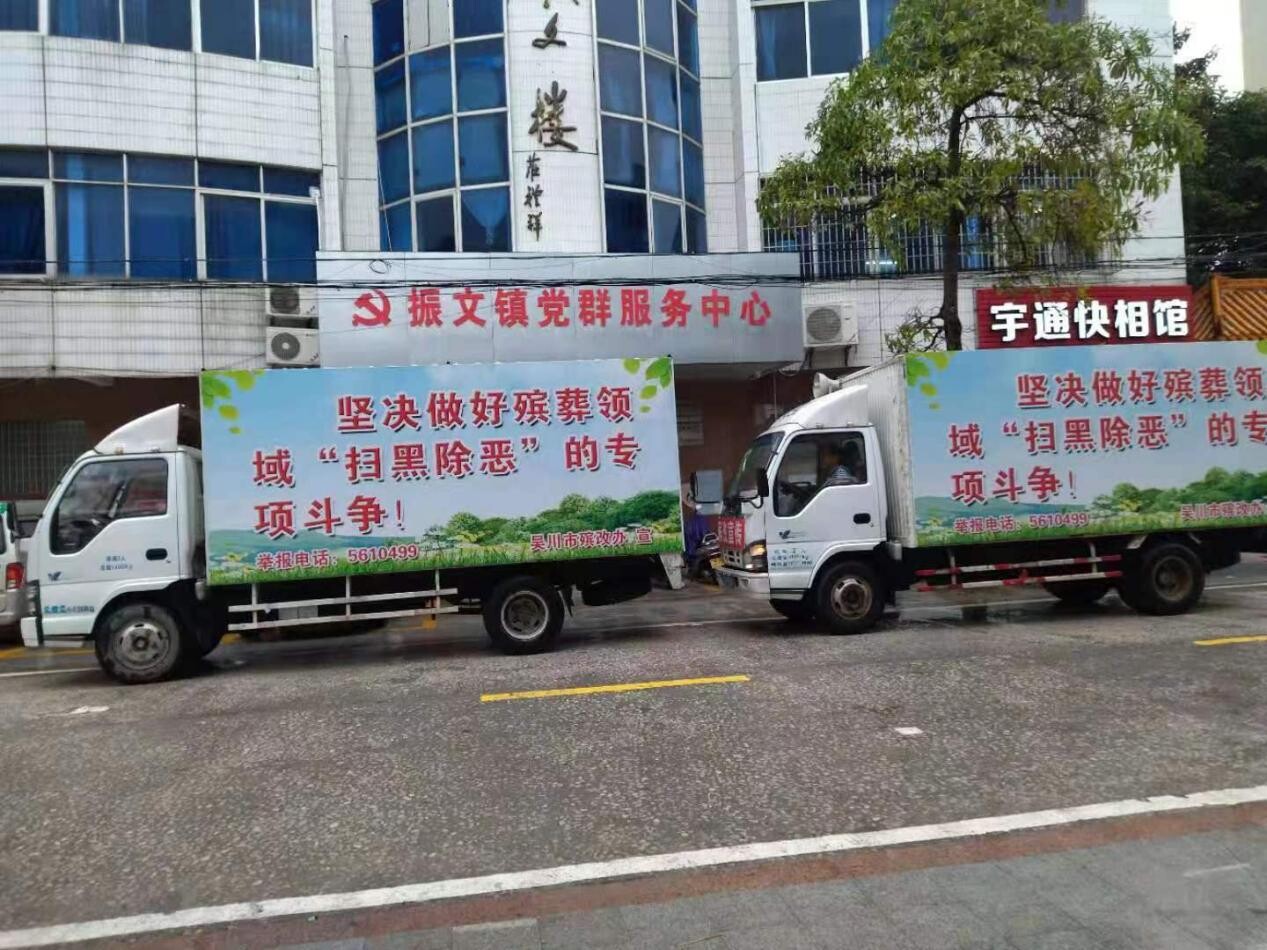 文
楼
振文镇党群服务中心
宇通快相馆
坚决做好殡葬领
域“扫黑除恶”的专
项斗争!
举报电话:5610499
吴川市殡改办 宣
坚决做好殡葬领
域“扫黑除恶”的专
项斗争!
举报电话:5610499
吴川市殡改办